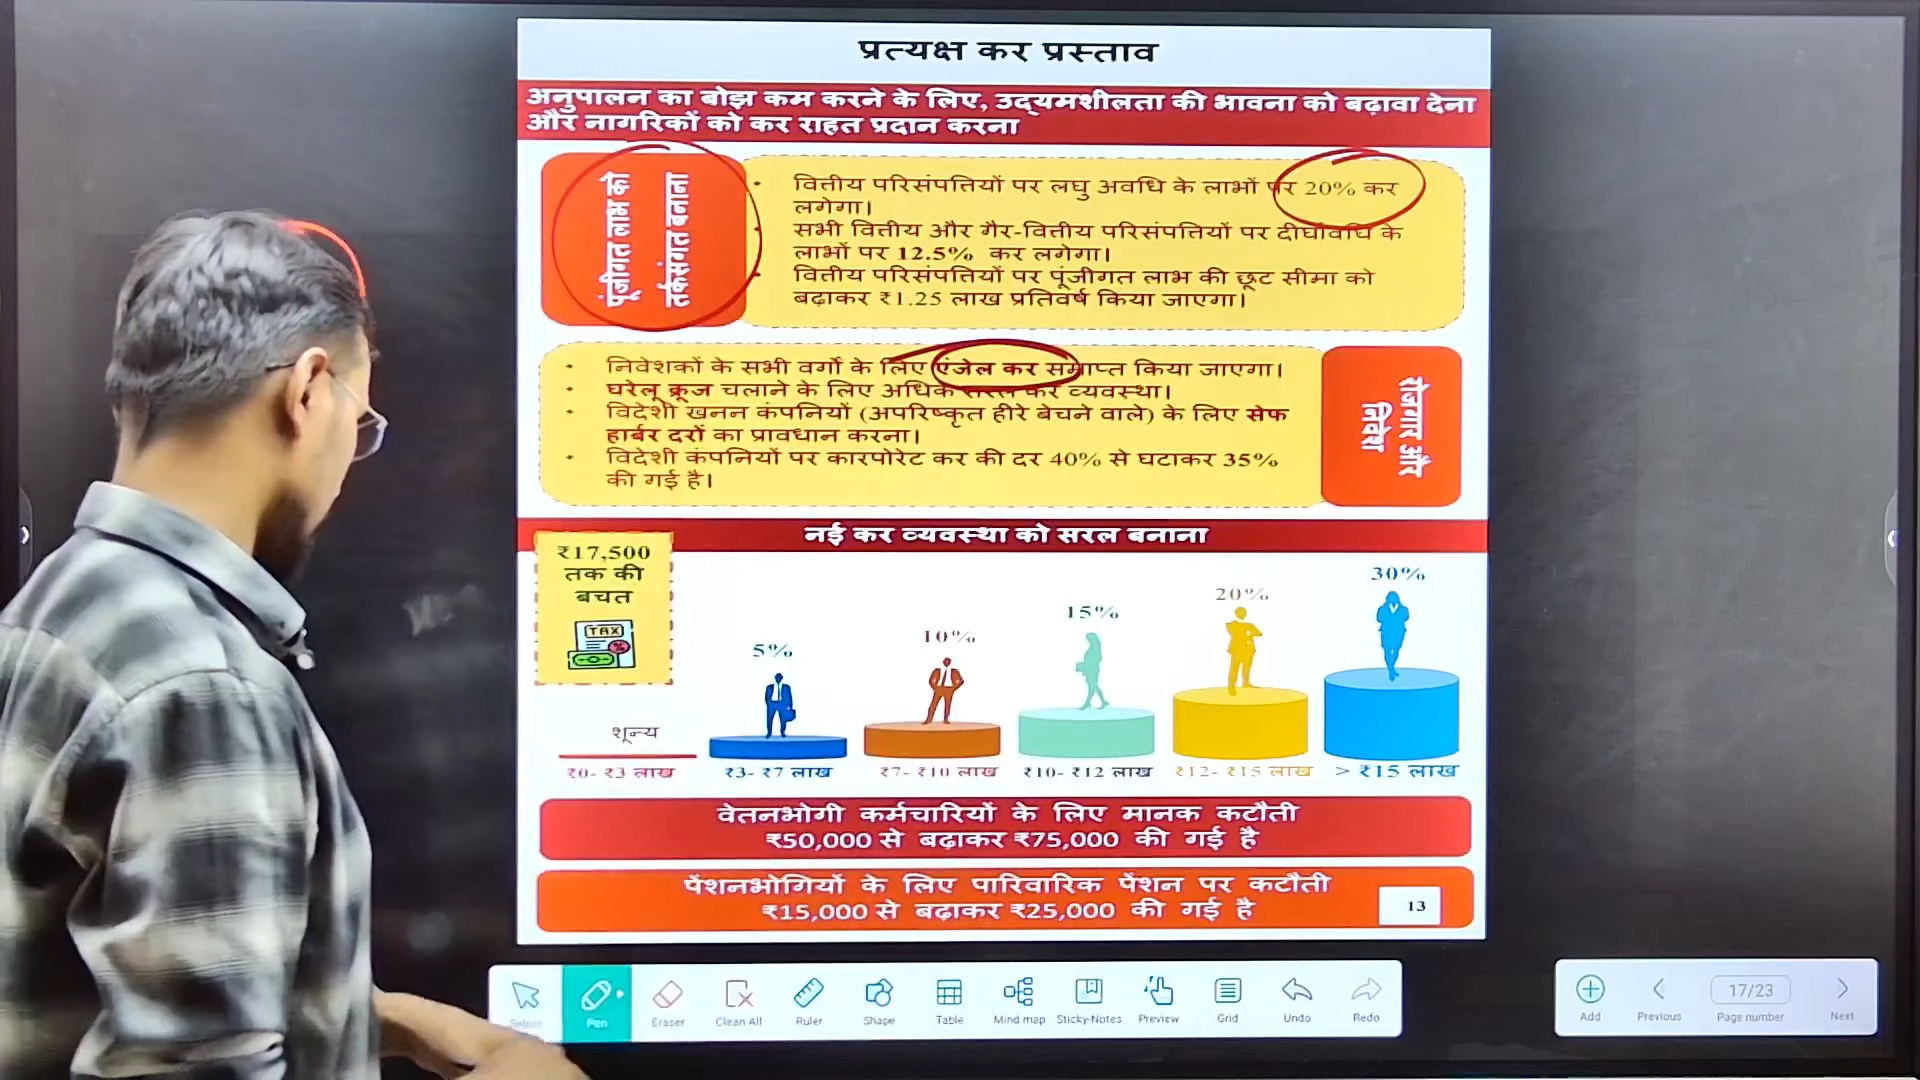 प्रत्यक्ष कर प्रस्ताव
अनुपालन का बोझ कम करने के लिए, उद्यमशीलता की भावना को बढ़ावा देना
और नागरिकों को कर राहत प्रदान करना
पूंजीगत लाभ को
तर्कसंगत बनाना
• वित्तीय परिसंपत्तियों पर लघु अवधि के लाभों पर 20% कर
लगेगा।
सभी वित्तीय और गैर-वित्तीय परिसंपत्तियों पर दीर्घावधि के
लाभों पर 12.5% कर लगेगा।
वित्तीय परिसंपत्तियों पर पूंजीगत लाभ की छूट सीमा को
बढ़ाकर ₹1.25 लाख प्रतिवर्ष किया जाएगा।
• निवेशकों के सभी वर्गों के लिए एंजेल कर समाप्त किया जाएगा।
• घरेलू क्रूज चलाने के लिए अधिक सरल कर व्यवस्था।
• विदेशी खनन कंपनियों (अपरिष्कृत हीरे बेचने वाले) के लिए सेफ
हार्बर दरों का प्रावधान करना।
• विदेशी कंपनियों पर कारपोरेट कर की दर 40% से घटाकर 35%
की गई है।
रोजगार और
निवेश
नई कर व्यवस्था को सरल बनाना
₹17,500
तक की
बचत
TAX
%
शून्य
5%
10%
15%
20%
30%
₹0- ₹3 लाख
₹3- ₹7 लाख
₹7- ₹10 लाख
₹10- ₹12 लाख
₹12- ₹15 लाख
> ₹15 लाख
वेतनभोगी कर्मचारियों के लिए मानक कटौती
₹50,000 से बढ़ाकर ₹75,000 की गई है
पेंशनभोगियों के लिए पारिवारिक पेंशन पर कटौती
₹15,000 से बढ़ाकर ₹25,000 की गई है
13
Select
Pen
Eraser
Clean All
Ruler
Shape
Table
Mind map
Sticky-Notes
Preview
Grid
Undo
Redo
Add
Previous
17/23
Page number
Next